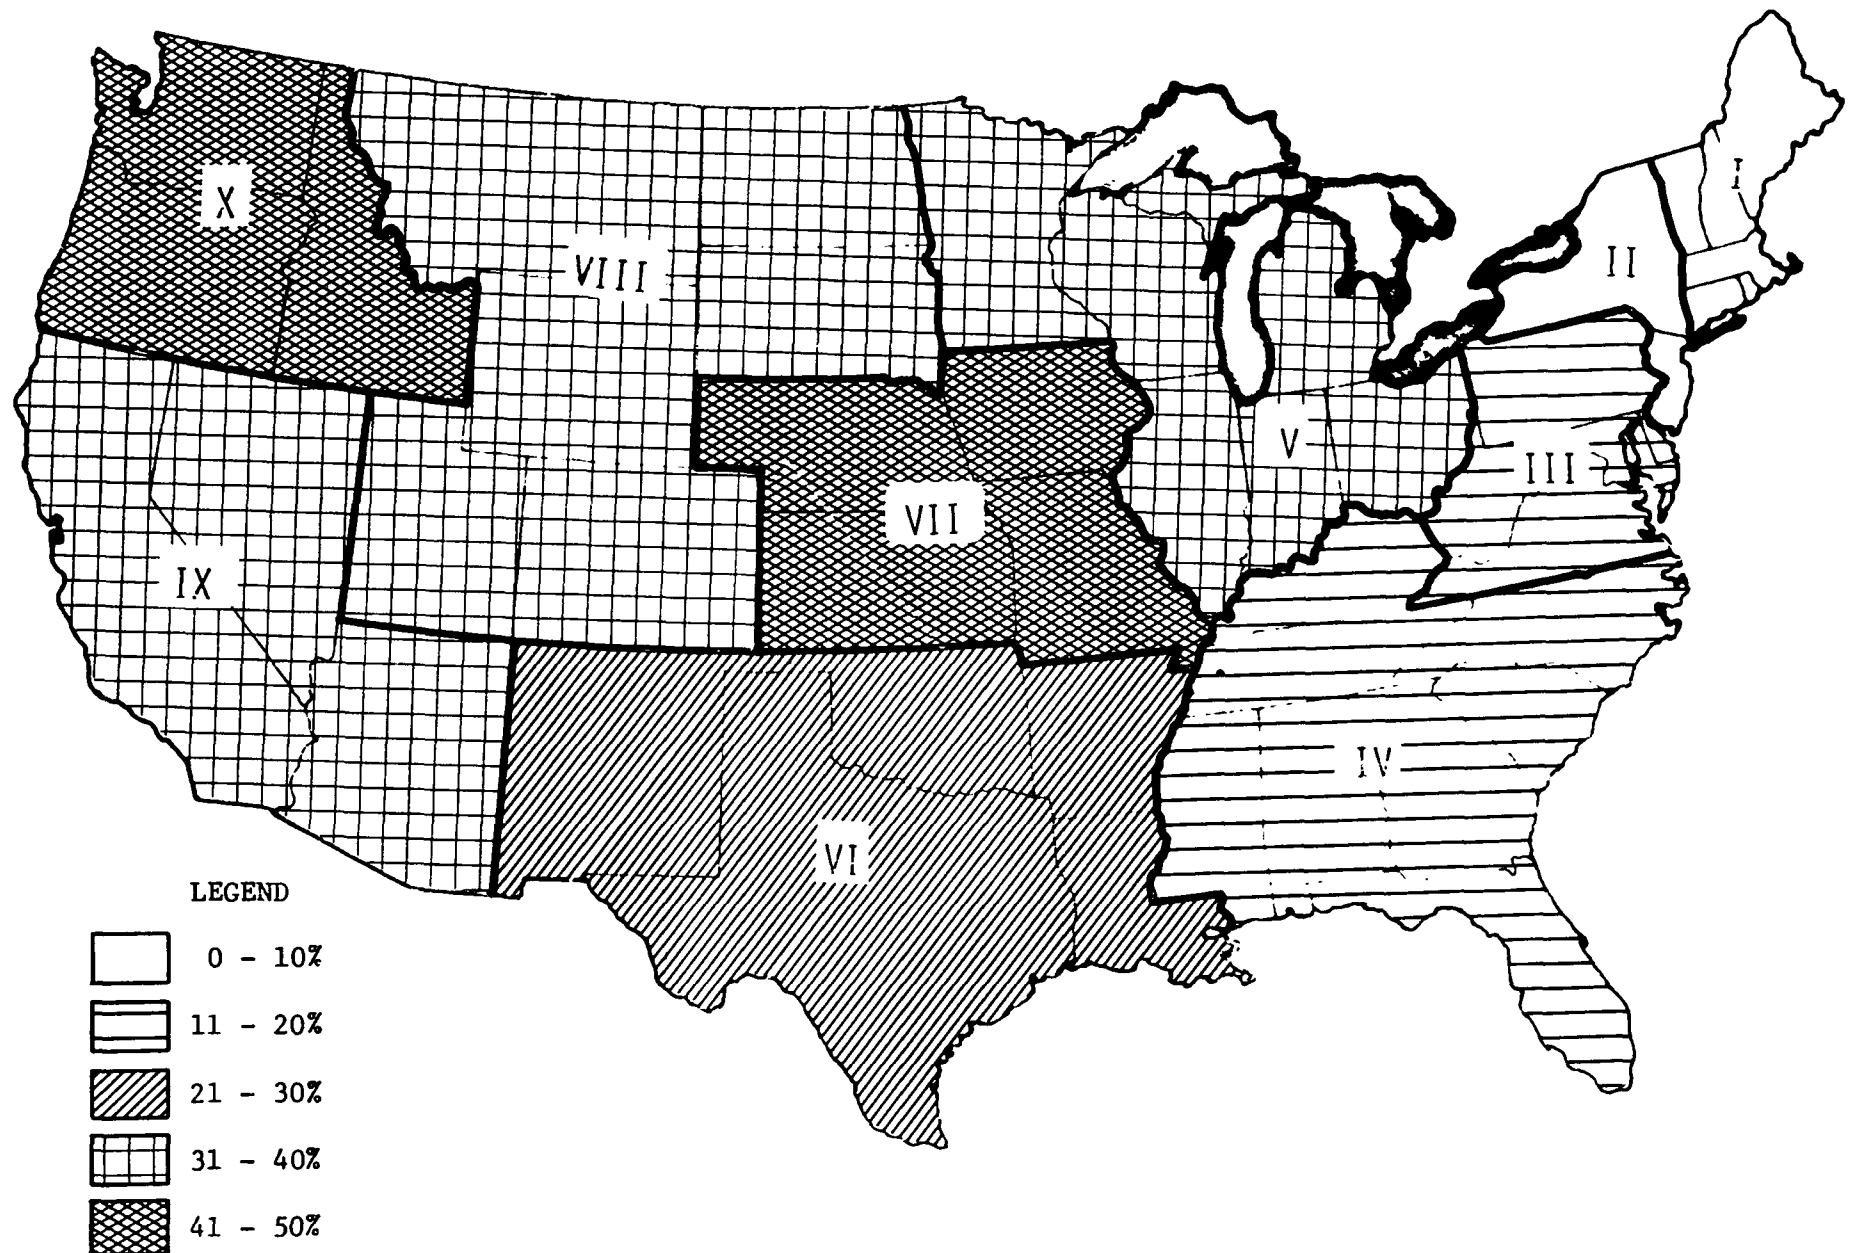 I
X
II
VIII
V
III
VII
IX
IV
VI
LEGEND
0 - 10%
11 - 20%
21 - 30%
31 - 40%
41 - 50%